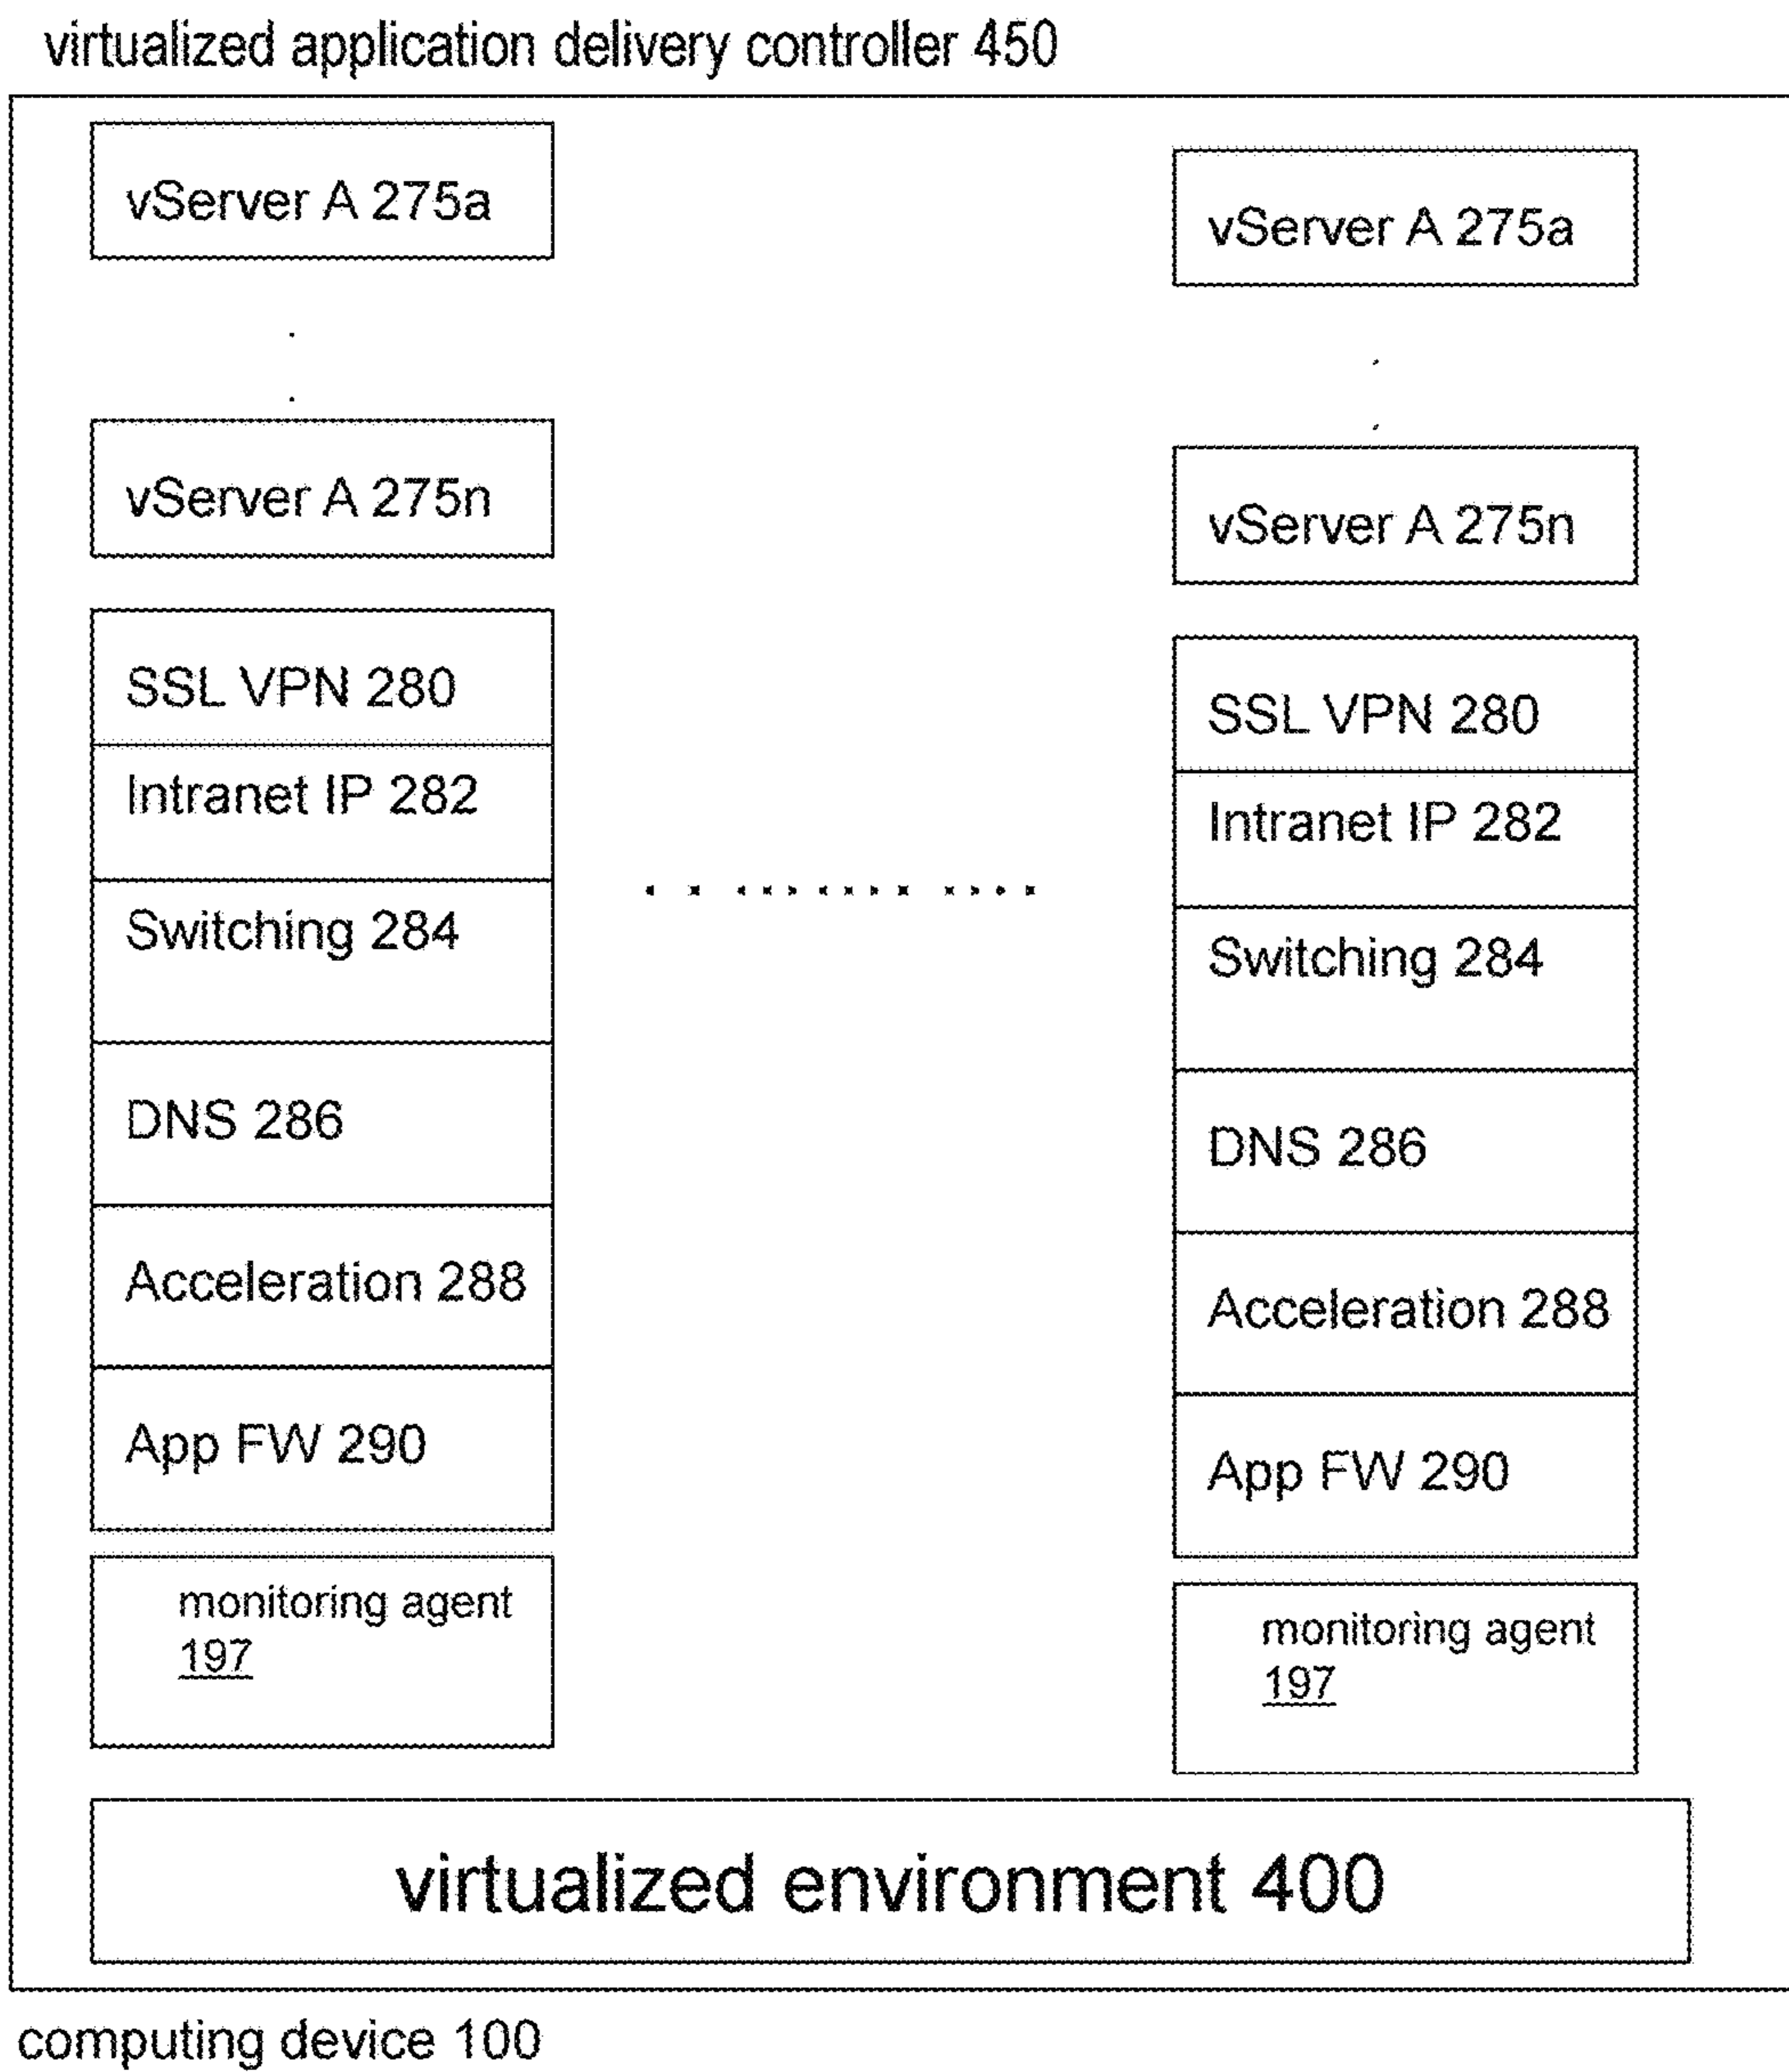 virtualized application delivery controller 450
vServer A 275a
vServer A 275n
SSL VPN 280
Intranet IP 282
Switching 284
DNS 286
Acceleration 288
App FW 290
monitoring agent
197
vServer A 275a
vServer A 275n
SSL VPN 280
Intranet IP 282
Switching 284
DNS 286
Acceleration 288
App FW 290
monitoring agent
197
virtualized environment 400
computing device 100